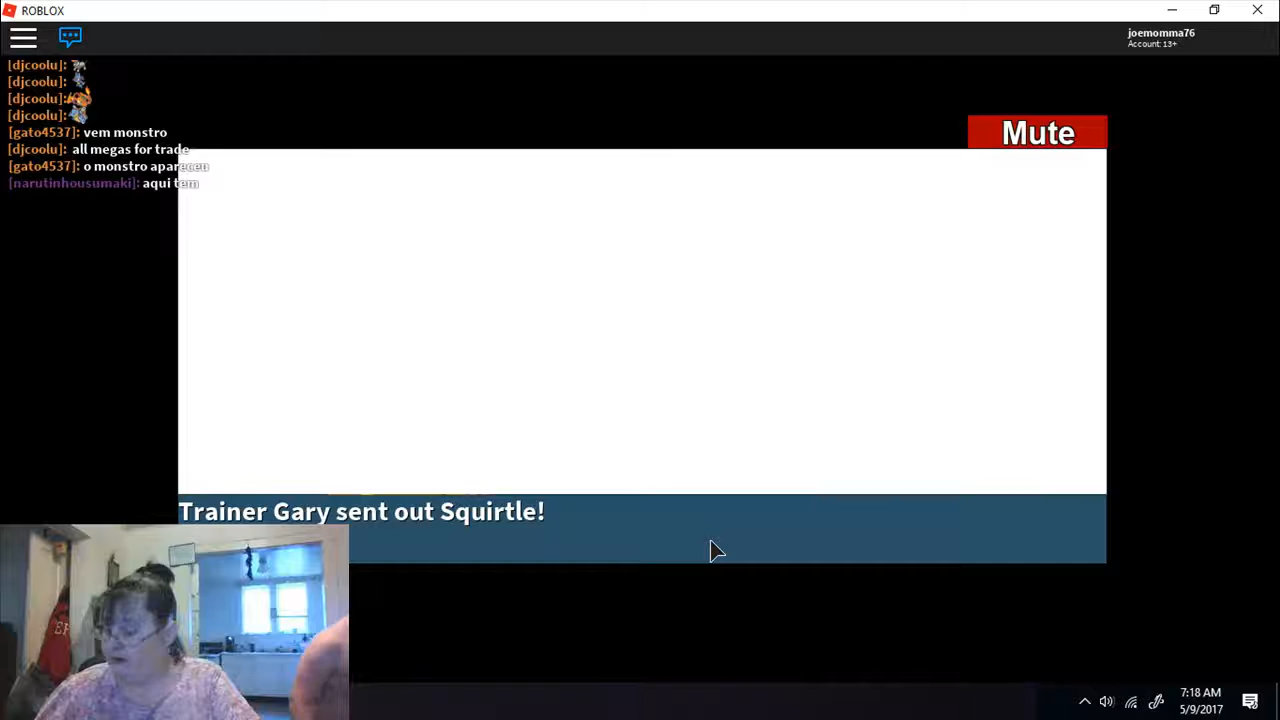 ROBLOX
joemomma76
Account: 13+
[djcoolu]:
[djcoolu]:
[djcoolu]:
[djcoolu]:
[gato4537]: vem monstro
[djcoolu]: all megas for trade
[gato4537]: o monstro apareceu
[narutinhousumaki]: aqui tem
Mute
Trainer Gary sent out Squirtle!
7:18 AM
5/9/2017